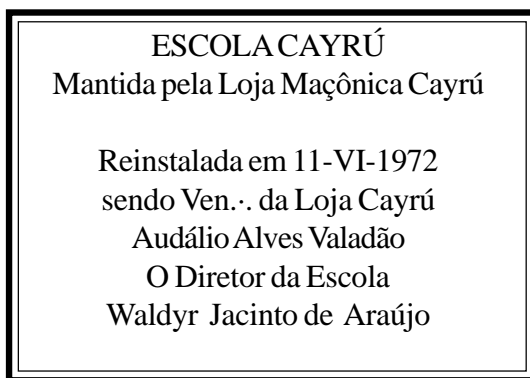 ESCOLA CAYRÚ
Mantida pela Loja Maçônica Cayrú
Reinstalada em 11-VI-1972
sendo Ven.·. da Loja Cayrú
Audálio Alves Valadão
O Diretor da Escola
Waldyr Jacinto de Araújo